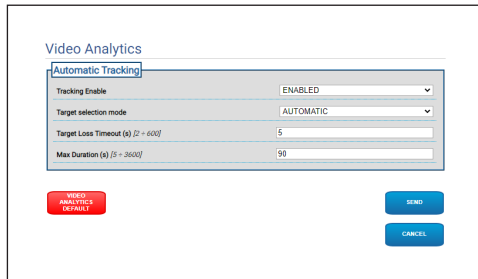 Video Analytics
Automatic Tracking
Tracking Enable ENABLED
Target selection mode AUTOMATIC
Target Loss Timeout (s) [2 ÷ 600] 5
Max Duration (s) [5 ÷ 3600] 90
VIDEO
ANALYTICS
DEFAULT
SEND
CANCEL